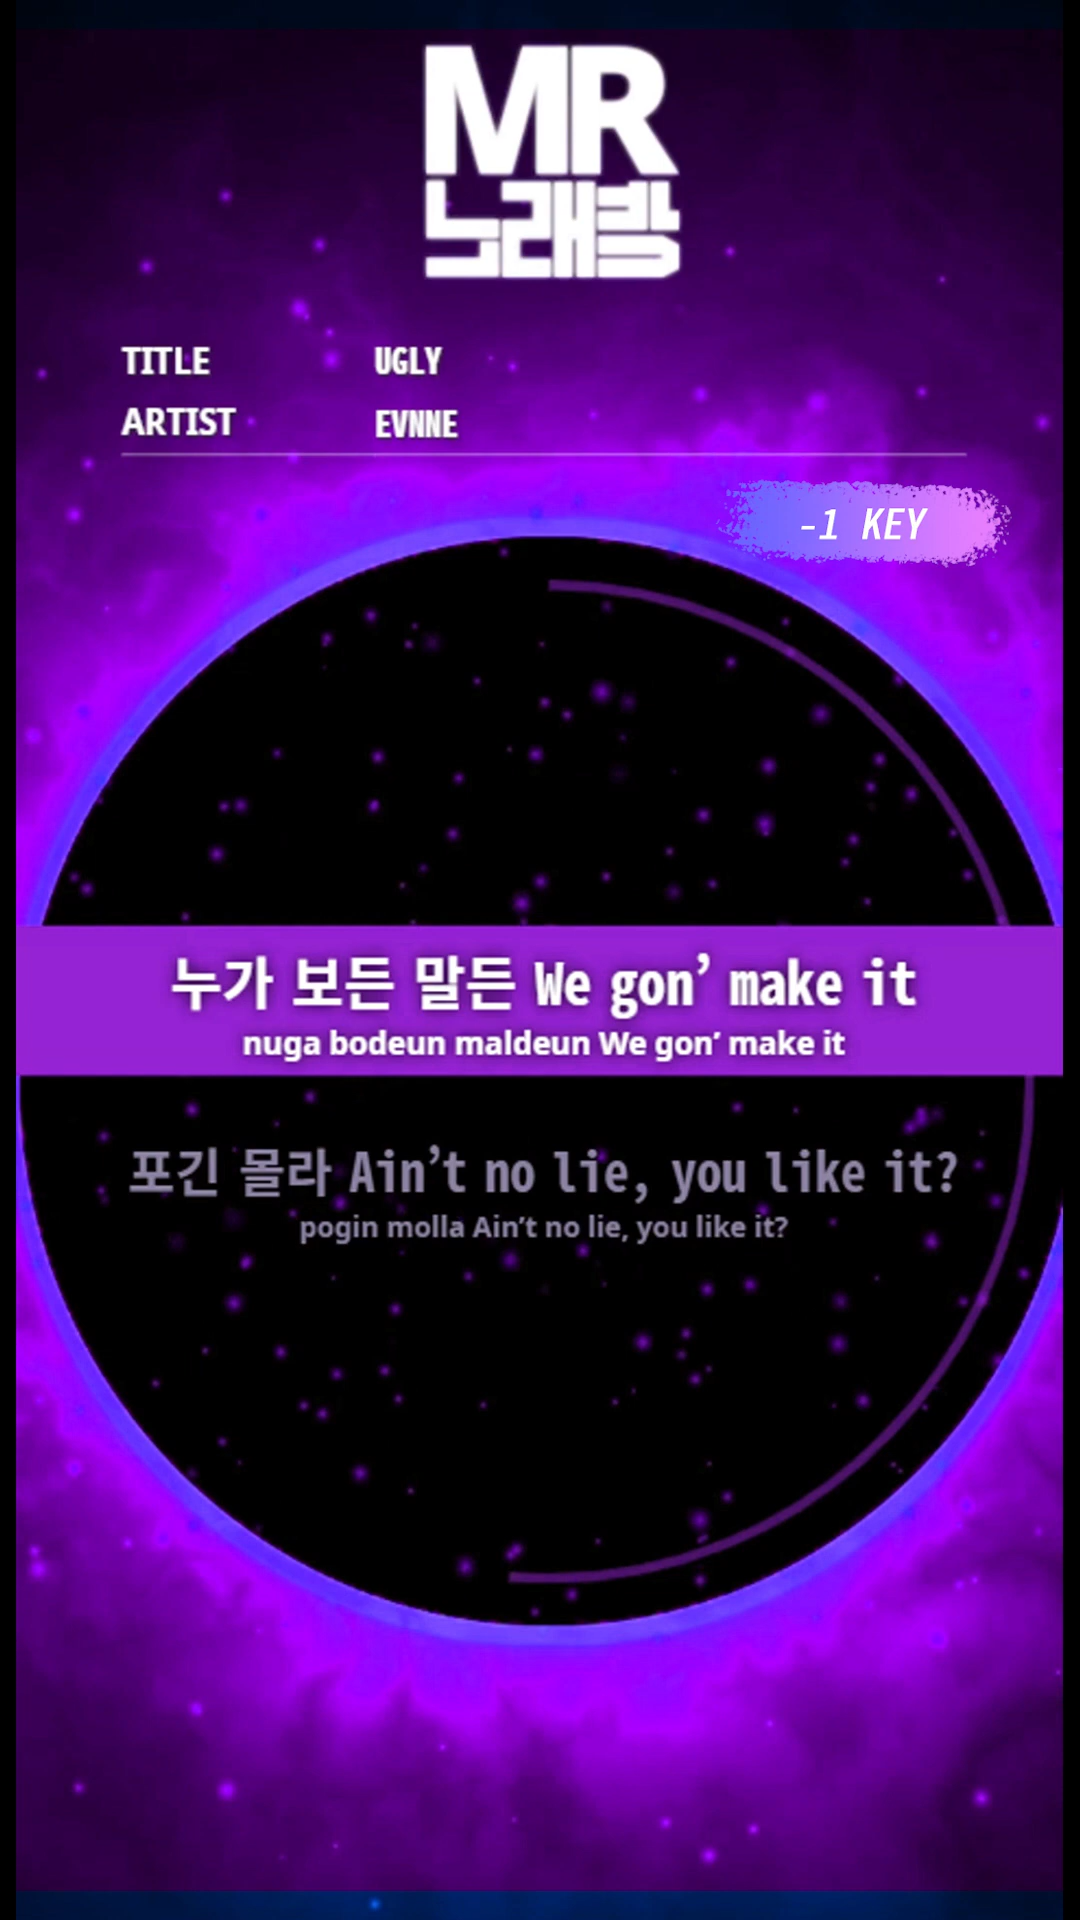 MR
노래방
TITLE UGLY
ARTIST EVNNE
-1 KEY
누가 보든 말든 We gon’ make it
nuga bodeun maldeun We gon’ make it
포긴 몰라 Ain’t no lie, you like it?
pogin molla Ain’t no lie, you like it?